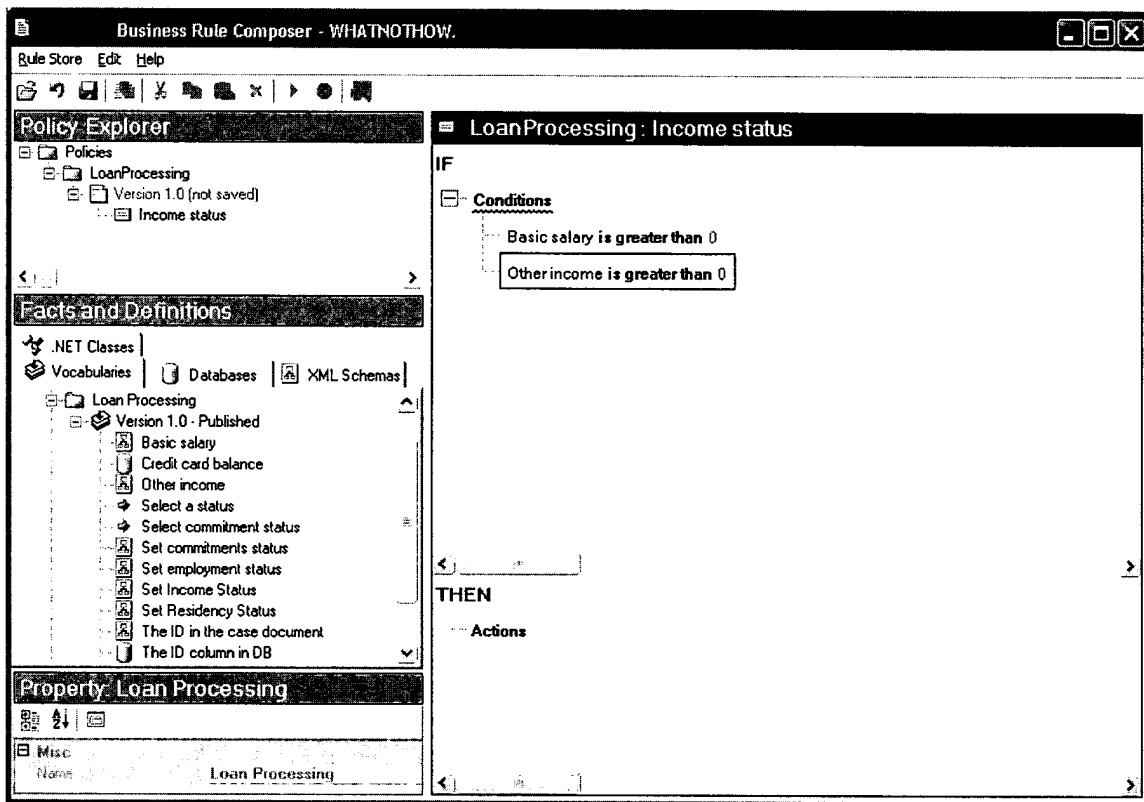 Business Rule Composer - WHATNOTHOW.
Rule Store Edit Help
Policy Explorer
Policies
LoanProcessing
Version 1.0 (not saved)
Income status
Facts and Definitions
.NET Classes
Vocabularies Databases XML Schemas
Loan Processing
Version 1.0 - Published
Basic salary
Credit card balance
Other income
Select a status
Select commitment status
Set commitments status
Set employment status
Set Income Status
Set Residency Status
The ID in the case document
The ID column in DB
Property: Loan Processing
Misc
Name Loan Processing
LoanProcessing : Income status
IF
Conditions
Basic salary is greater than 0
Other income is greater than 0
THEN
Actions